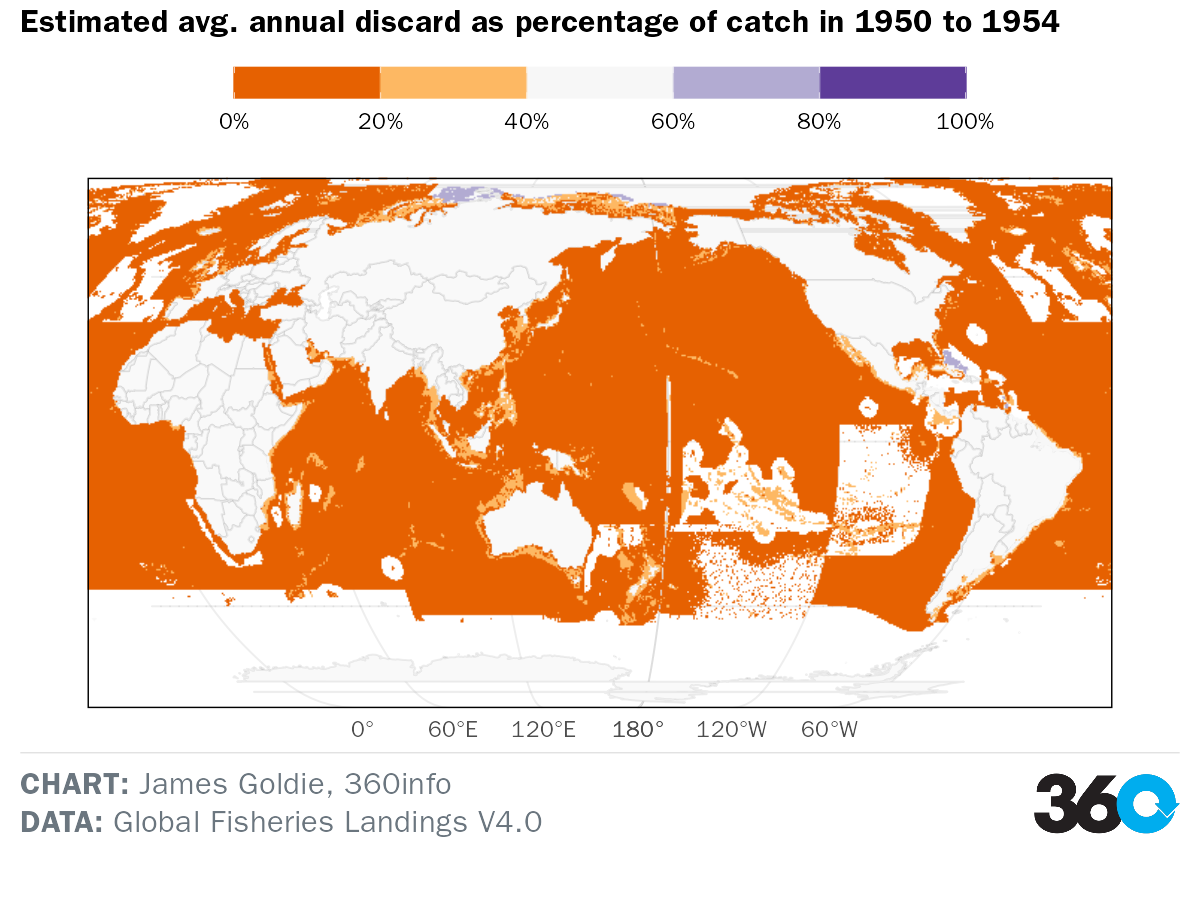 Estimated avg. annual discard as percentage of catch in 1950 to 1954
0% 20% 40% 60% 80% 100%
0° 60°E 120°E 180° 120°W 60°W
CHART: James Goldie, 360info
DATA: Global Fisheries Landings V4.0
360